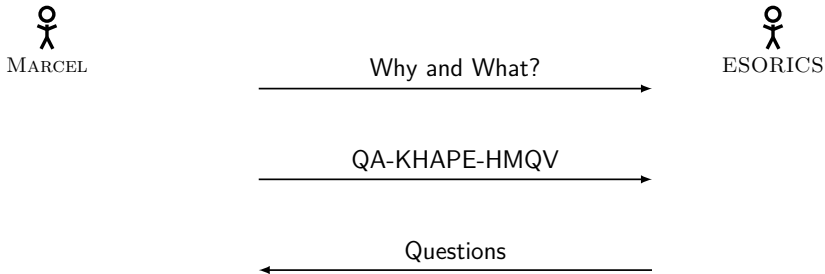 MARCEL
ESORICS
Why and What?
QA-KHAPE-HMQV
Questions